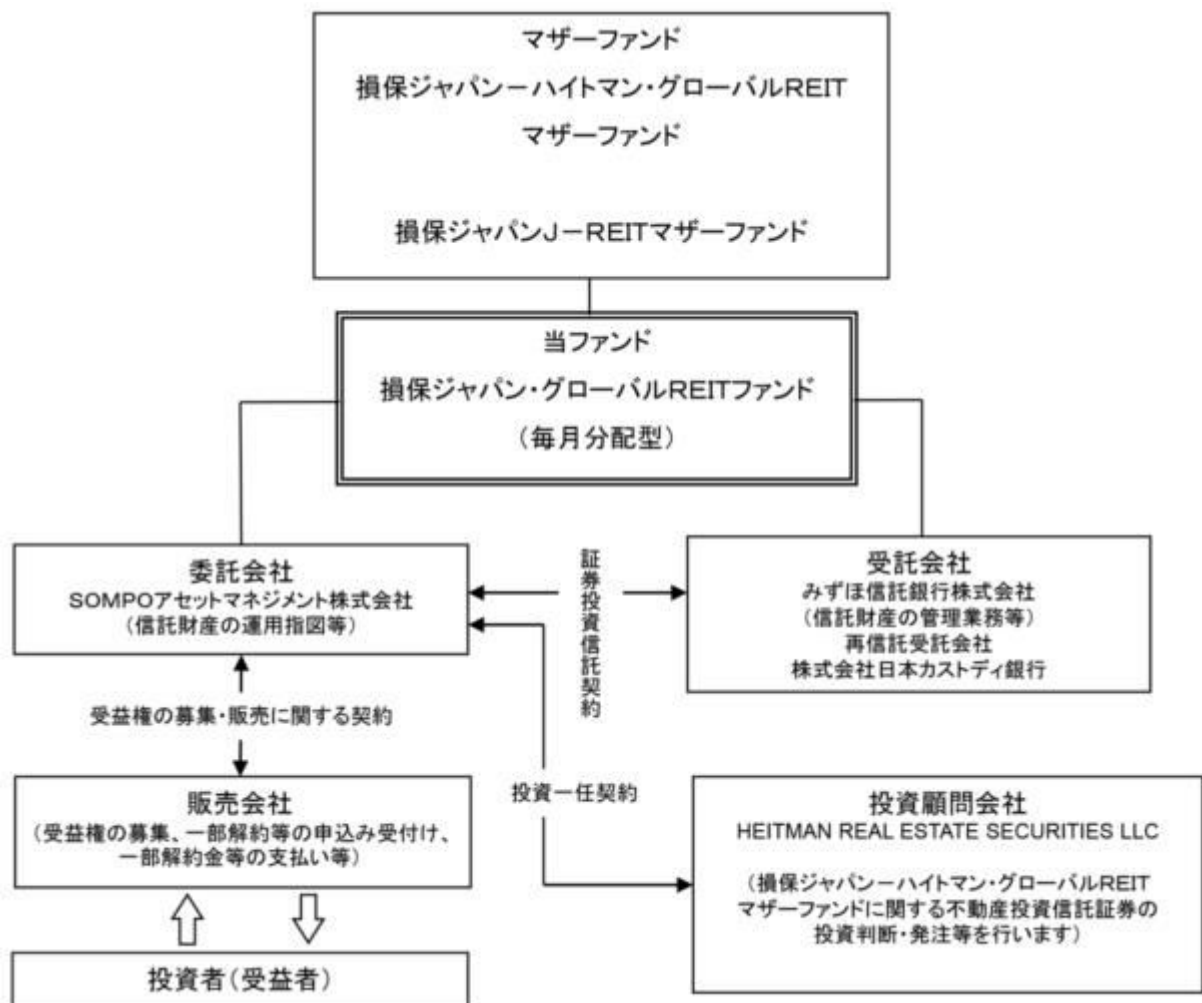 マザーファンド
損保ジャパン－ハイトマン・グローバルREIT
マザーファンド
損保ジャパンJ－REITマザーファンド
当ファンド
損保ジャパン・グローバルREITファンド
（毎月分配型）
委託会社
SOMPOアセットマネジメント株式会社
（信託財産の運用指図等）
証券投資信託契約
受託会社
みずほ信託銀行株式会社
（信託財産の管理業務等）
再信託受託会社
株式会社日本カストディ銀行
受益権の募集・販売に関する契約
投資一任契約
販売会社
（受益権の募集、一部解約等の申込み受付け、
一部解約金等の支払い等）
投資顧問会社
HEITMAN REAL ESTATE SECURITIES LLC
（損保ジャパン－ハイトマン・グローバルREIT
マザーファンドに関する不動産投資信託証券の
投資判断・発注等を行います）
投資者（受益者）